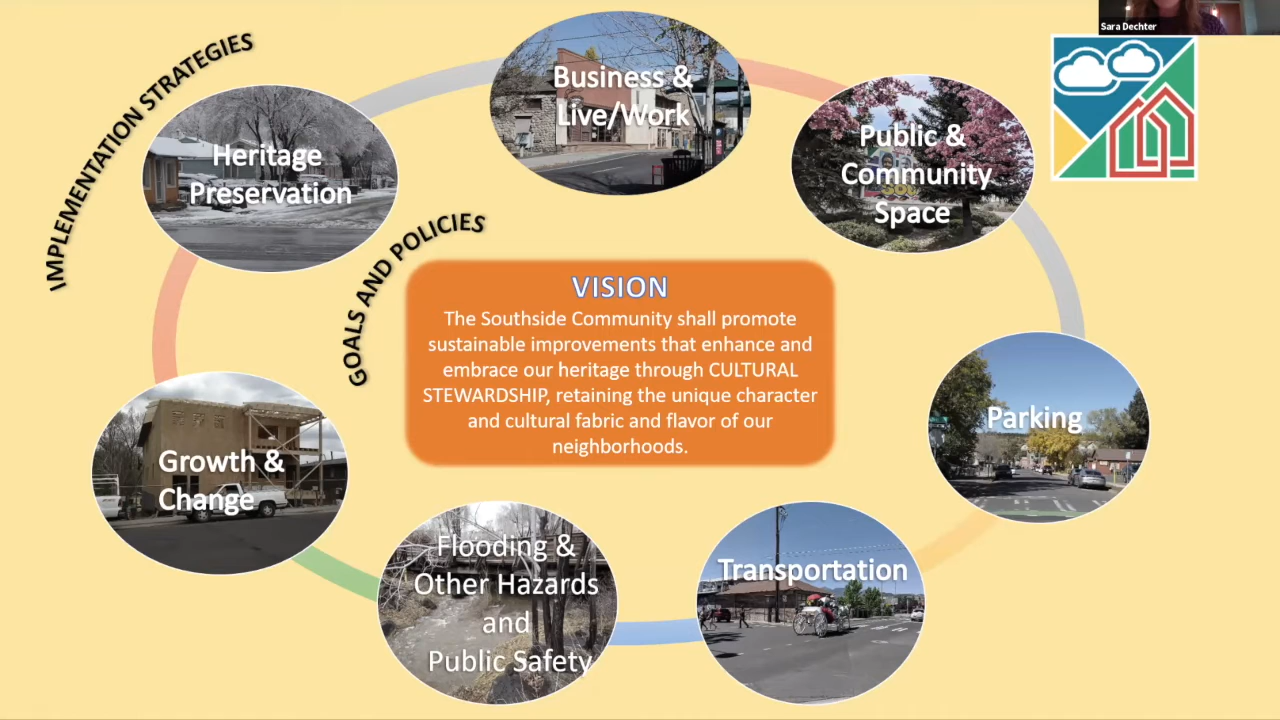 Sara Dechter
IMPLEMENTATION STRATEGIES
Business &
Live/Work
Heritage
Preservation
Public &
Community
Space
GOALS AND POLICIES
VISION
The Southside Community shall promote
sustainable improvements that enhance and
embrace our heritage through CULTURAL
STEWARDSHIP, retaining the unique character
and cultural fabric and flavor of our
neighborhoods.
Parking
Growth &
Change
Flooding &
Other Hazards
and
Public Safety
Transportation